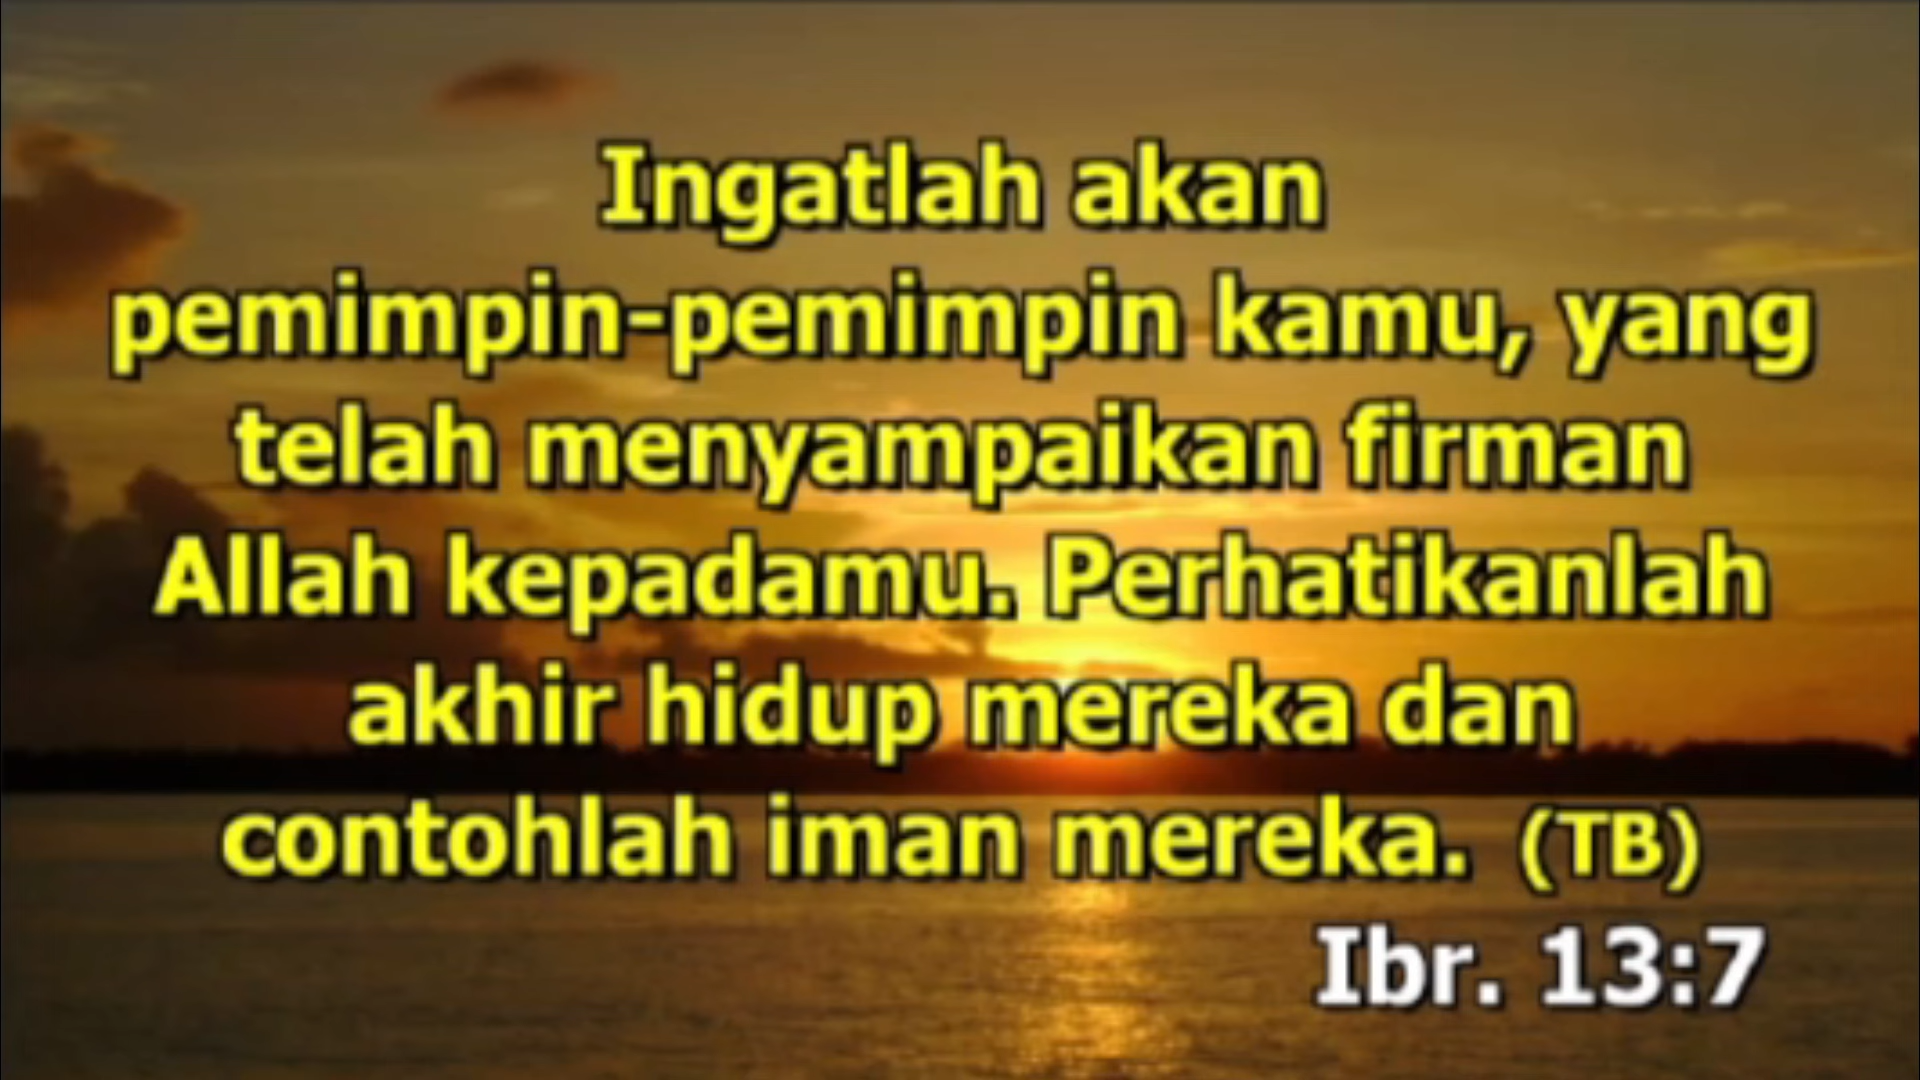 Ingatlah akan
pemimpin-pemimpin kamu, yang
telah menyampaikan firman
Allah kepadamu. Perhatikanlah
akhir hidup mereka dan
contohlah iman mereka. (TB)
Ibr. 13:7